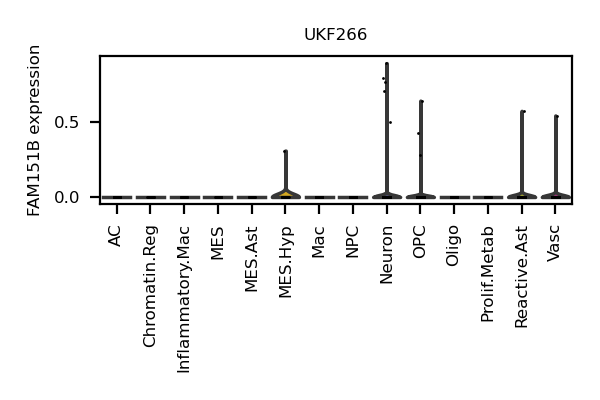 UKF266
FAM151B expression
0.5
0.0
AC
Chromatin.Reg
Inflammatory.Mac
MES
MES.Ast
MES.Hyp
Mac
NPC
Neuron
OPC
Oligo
Prolif.Metab
Reactive.Ast
Vasc